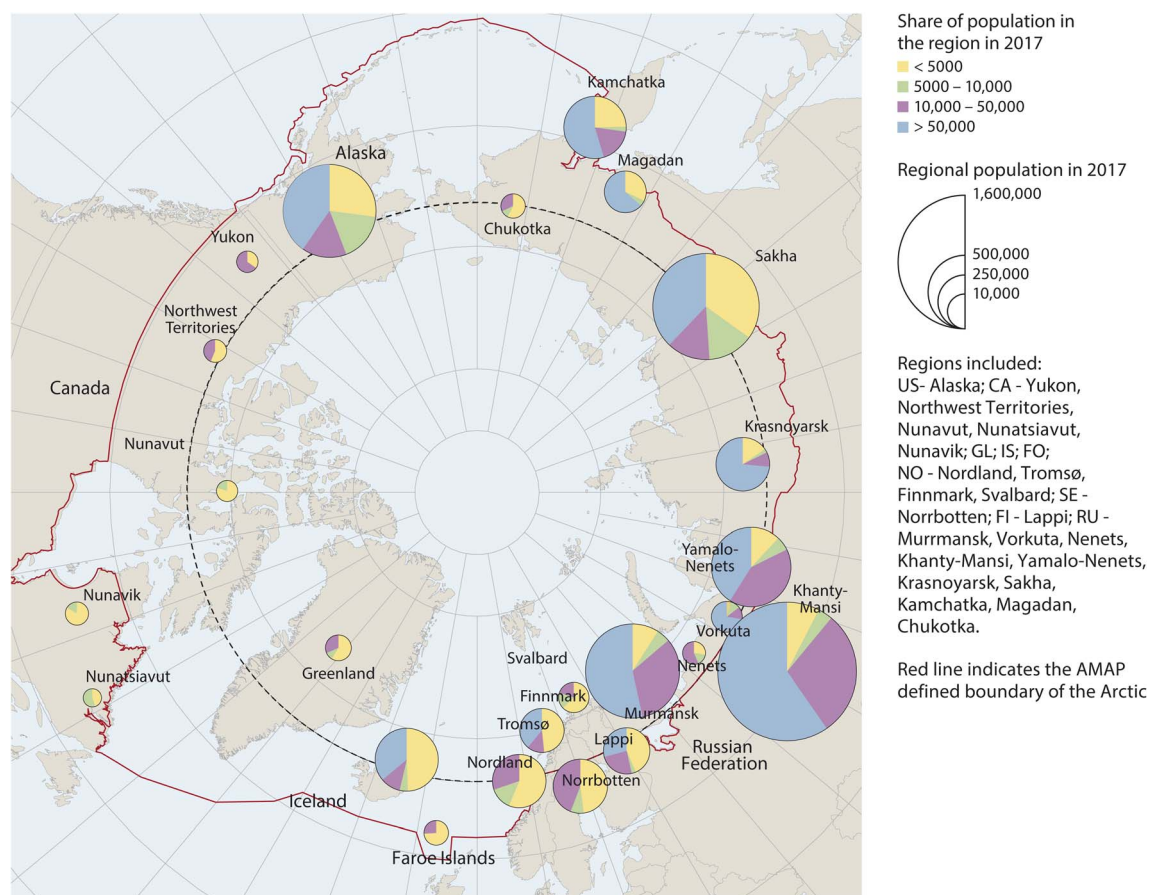 Share of population in
the region in 2017
< 5000
5000 – 10,000
10,000 – 50,000
> 50,000
Regional population in 2017
1,600,000
500,000
250,000
10,000
Regions included:
US- Alaska; CA - Yukon,
Northwest Territories,
Nunavut, Nunatsiavut,
Nunavik; GL; IS; FO;
NO - Nordland, Tromsø,
Finnmark, Svalbard; SE -
Norrbotten; FI - Lappi; RU -
Murrmansk, Vorkuta, Nenets,
Khanty-Mansi, Yamalo-Nenets,
Krasnoyarsk, Sakha,
Kamchatka, Magadan,
Chukotka.
Red line indicates the AMAP
defined boundary of the Arctic
Kamchatka
Alaska
Magadan
Chukotka
Yukon
Sakha
Northwest
Territories
Canada
Krasnoyarsk
Nunavut
Yamalo-
Nenets
Khanty-
Mansi
Nunavik
Vorkuta
Svalbard
Nenets
Greenland
Nunatsiavut
Finnmark
Murmansk
Tromsø
Lappi
Russian
Federation
Nordland
Norrbotten
Iceland
Faroe Islands